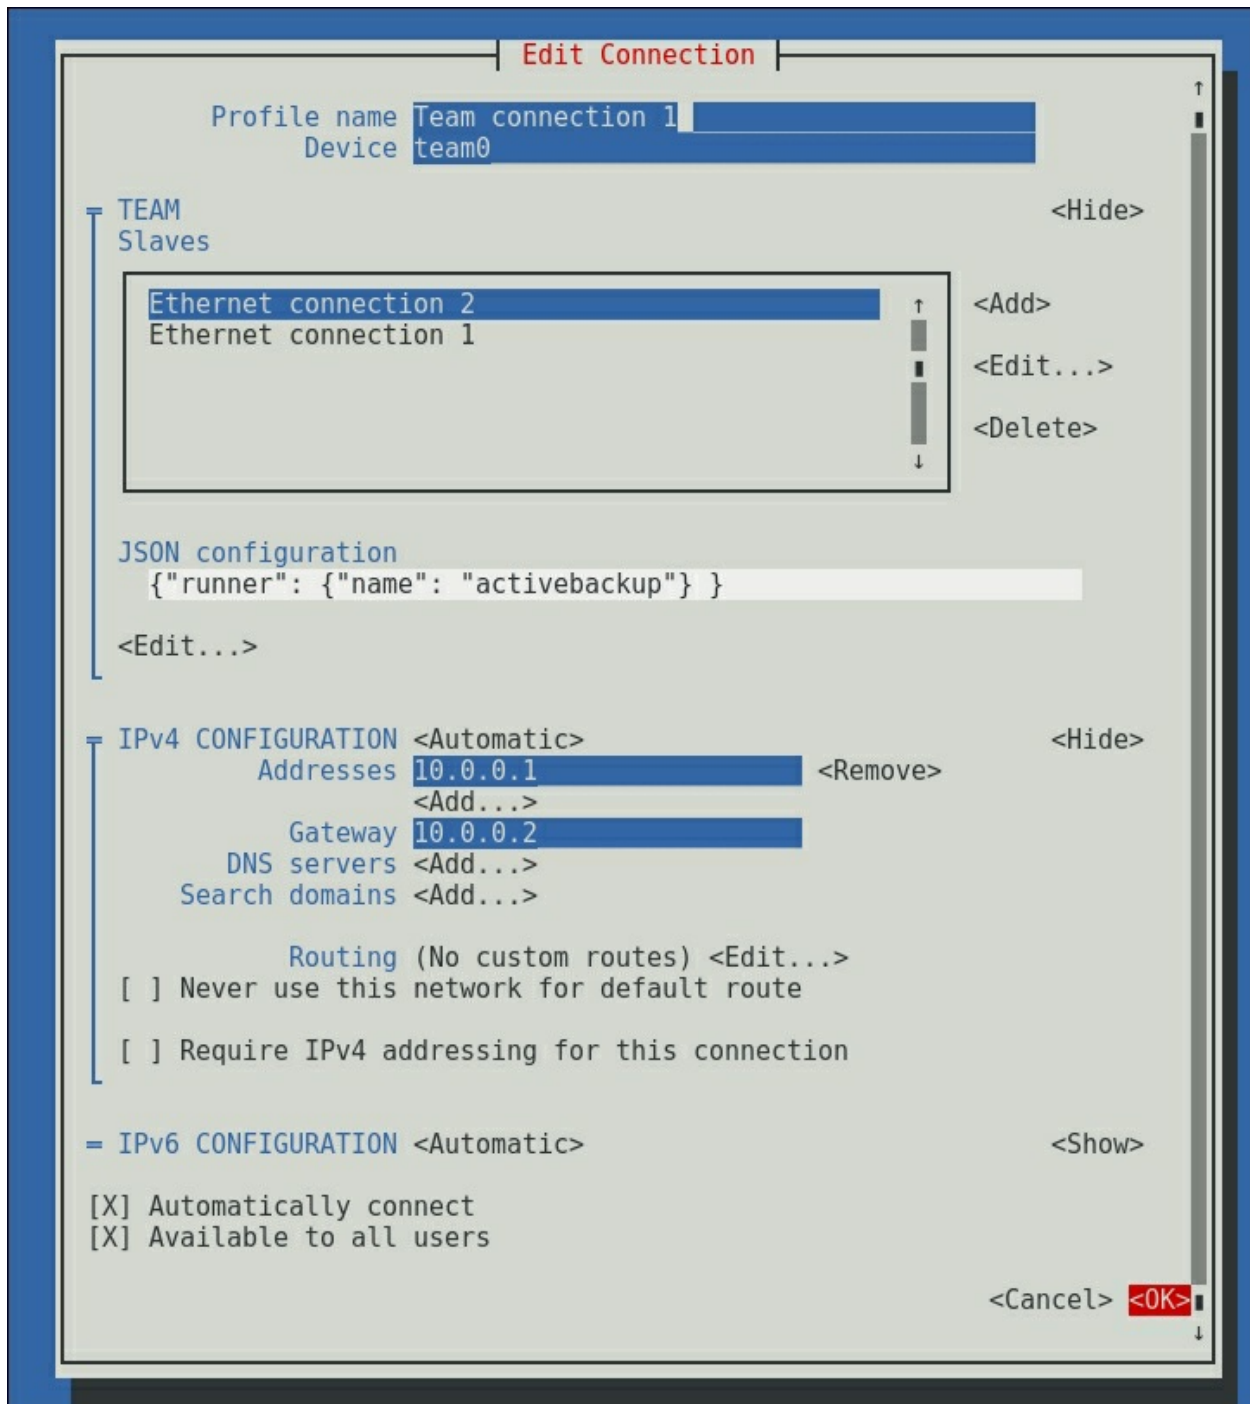 Edit Connection
Profile name Team connection 1
Device team0
TEAM <Hide>
Slaves
Ethernet connection 2 <Add>
Ethernet connection 1
<Edit...>
<Delete>
JSON configuration
{"runner": {"name": "activebackup"} }
<Edit...>
IPv4 CONFIGURATION <Automatic> <Hide>
Addresses 10.0.0.1 <Remove>
<Add...>
Gateway 10.0.0.2
DNS servers <Add...>
Search domains <Add...>
Routing (No custom routes) <Edit...>
[ ] Never use this network for default route
[ ] Require IPv4 addressing for this connection
IPv6 CONFIGURATION <Automatic> <Show>
[X] Automatically connect
[X] Available to all users
<Cancel> <OK>